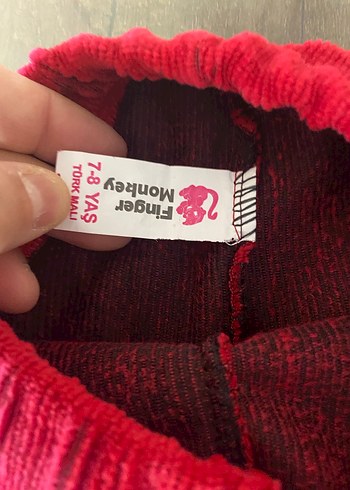 Finger
Monkey
7-8 YAŞ
TÜRK MALI